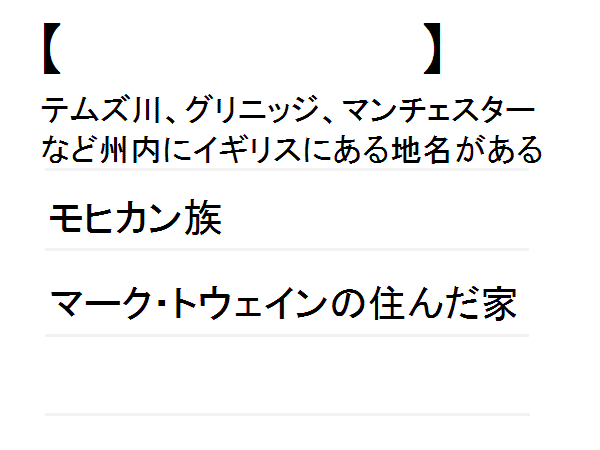 【　　　　　　　　　】
テムズ川、グリニッジ、マンチェスター
など州内にイギリスにある地名がある
モヒカン族
マーク・トウェインの住んだ家